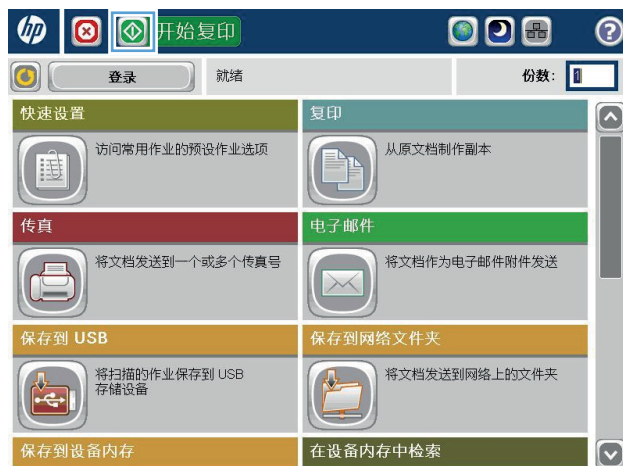 hp
开始复印
?
登录
就绪
份数: 1
快速设置
复印
访问常用作业的预设作业选项
从原文档制作副本
传真
电子邮件
将文档发送到一个或多个传真号
将文档作为电子邮件附件发送
保存到 USB
保存到网络文件夹
将扫描的作业保存到 USB
存储设备
将文档发送到网络上的文件夹
保存到设备内存
在设备内存中检索